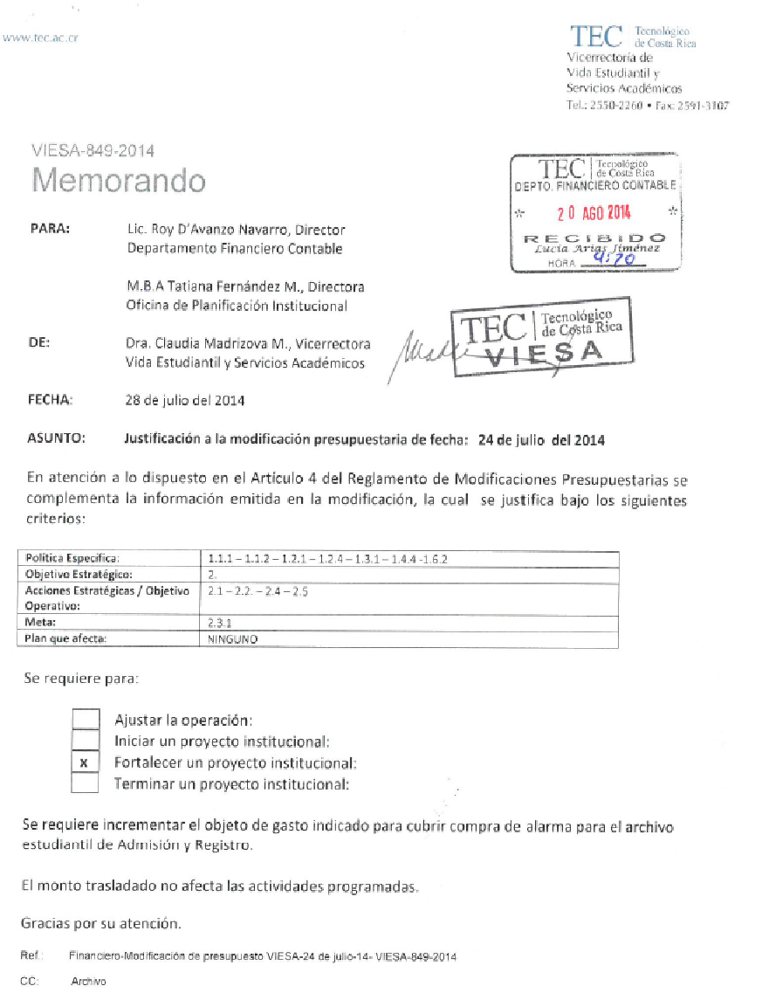 www.tec.ac.cr
TEC Tecnológico
de Costa Rica
Vicerrectoría de
Vida Estudiantil y
Servicios Académicos
Tel.: 2550-2260 • Fax: 2591-3107
VIESA-849-2014
Memorando
TEC Tecnológico
de Costa Rica
DEPTO. FINANCIERO CONTABLE
20 AGO 2014
RECIBIDO
Lucía Arias Jiménez
HORA
PARA: Lic. Roy D'Avanzo Navarro, Director
Departamento Financiero Contable
M.B.A Tatiana Fernández M., Directora
Oficina de Planificación Institucional
TEC Tecnológico
de Costa Rica
VIESA
DE: Dra. Claudia Madrizova M., Vicerrectora
Vida Estudiantil y Servicios Académicos
FECHA: 28 de julio del 2014
ASUNTO: Justificación a la modificación presupuestaria de fecha: 24 de julio del 2014
En atención a lo dispuesto en el Artículo 4 del Reglamento de Modificaciones Presupuestarias se
complementa la información emitida en la modificación, la cual se justifica bajo los siguientes
criterios:
Política Específica: 1.1.1 – 1.1.2 – 1.2.1 – 1.2.4 – 1.3.1 – 1.4.4 -1.6.2
Objetivo Estratégico: 2.
Acciones Estratégicas / Objetivo 2.1 – 2.2. – 2.4 – 2.5
Operativo:
Meta: 2.3.1
Plan que afecta: NINGUNO
Se requiere para:
Ajustar la operación:
Iniciar un proyecto institucional:
x Fortalecer un proyecto institucional:
Terminar un proyecto institucional:
Se requiere incrementar el objeto de gasto indicado para cubrir compra de alarma para el archivo
estudiantil de Admisión y Registro.
El monto trasladado no afecta las actividades programadas.
Gracias por su atención.
Ref.: Financiero-Modificación de presupuesto VIESA-24 de julio-14- VIESA-849-2014
CC: Archivo